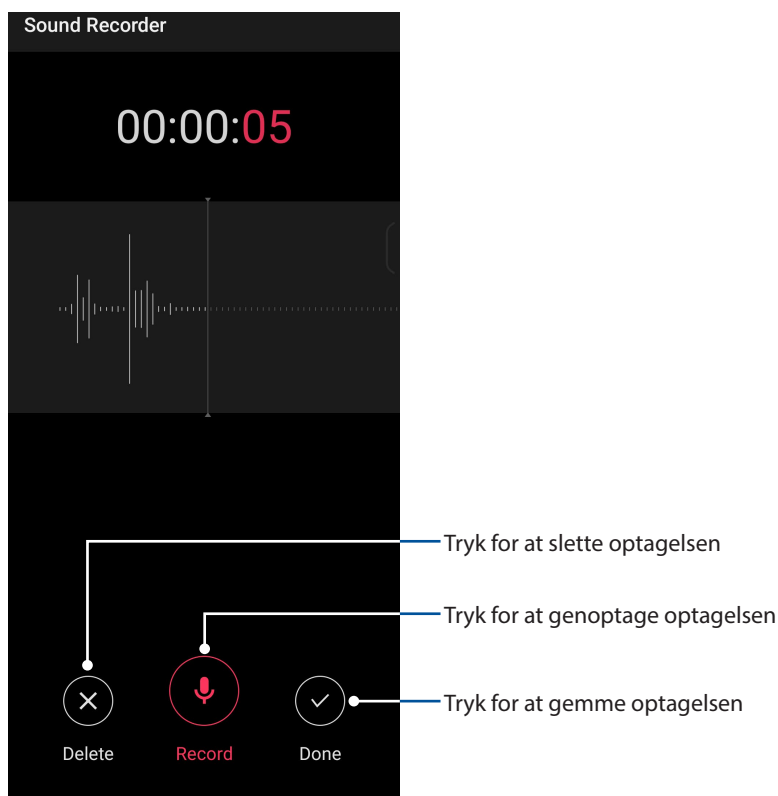 Sound Recorder
00:00:05
Tryk for at slette optagelsen
Tryk for at genoptage optagelsen
Tryk for at gemme optagelsen
Delete
Record
Done